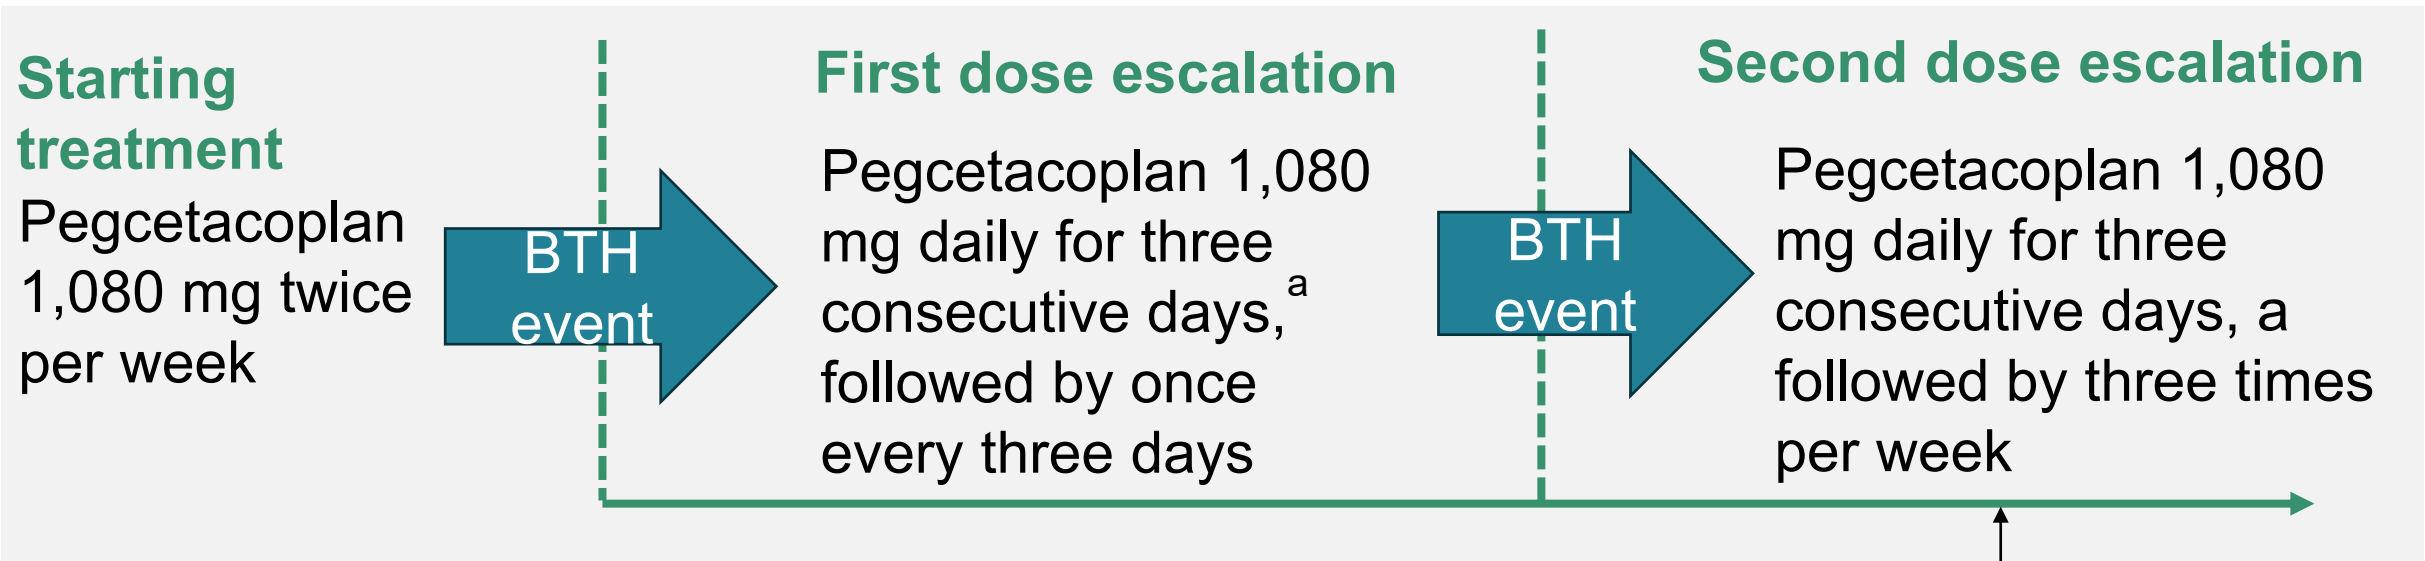 Starting
treatment
Pegcetacoplan
1,080 mg twice
per week
BTH
event
First dose escalation
Pegcetacoplan 1,080
mg daily for three
consecutive days,ᵃ
followed by once
every three days
BTH
event
Second dose escalation
Pegcetacoplan 1,080
mg daily for three
consecutive days, a
followed by three times
per week